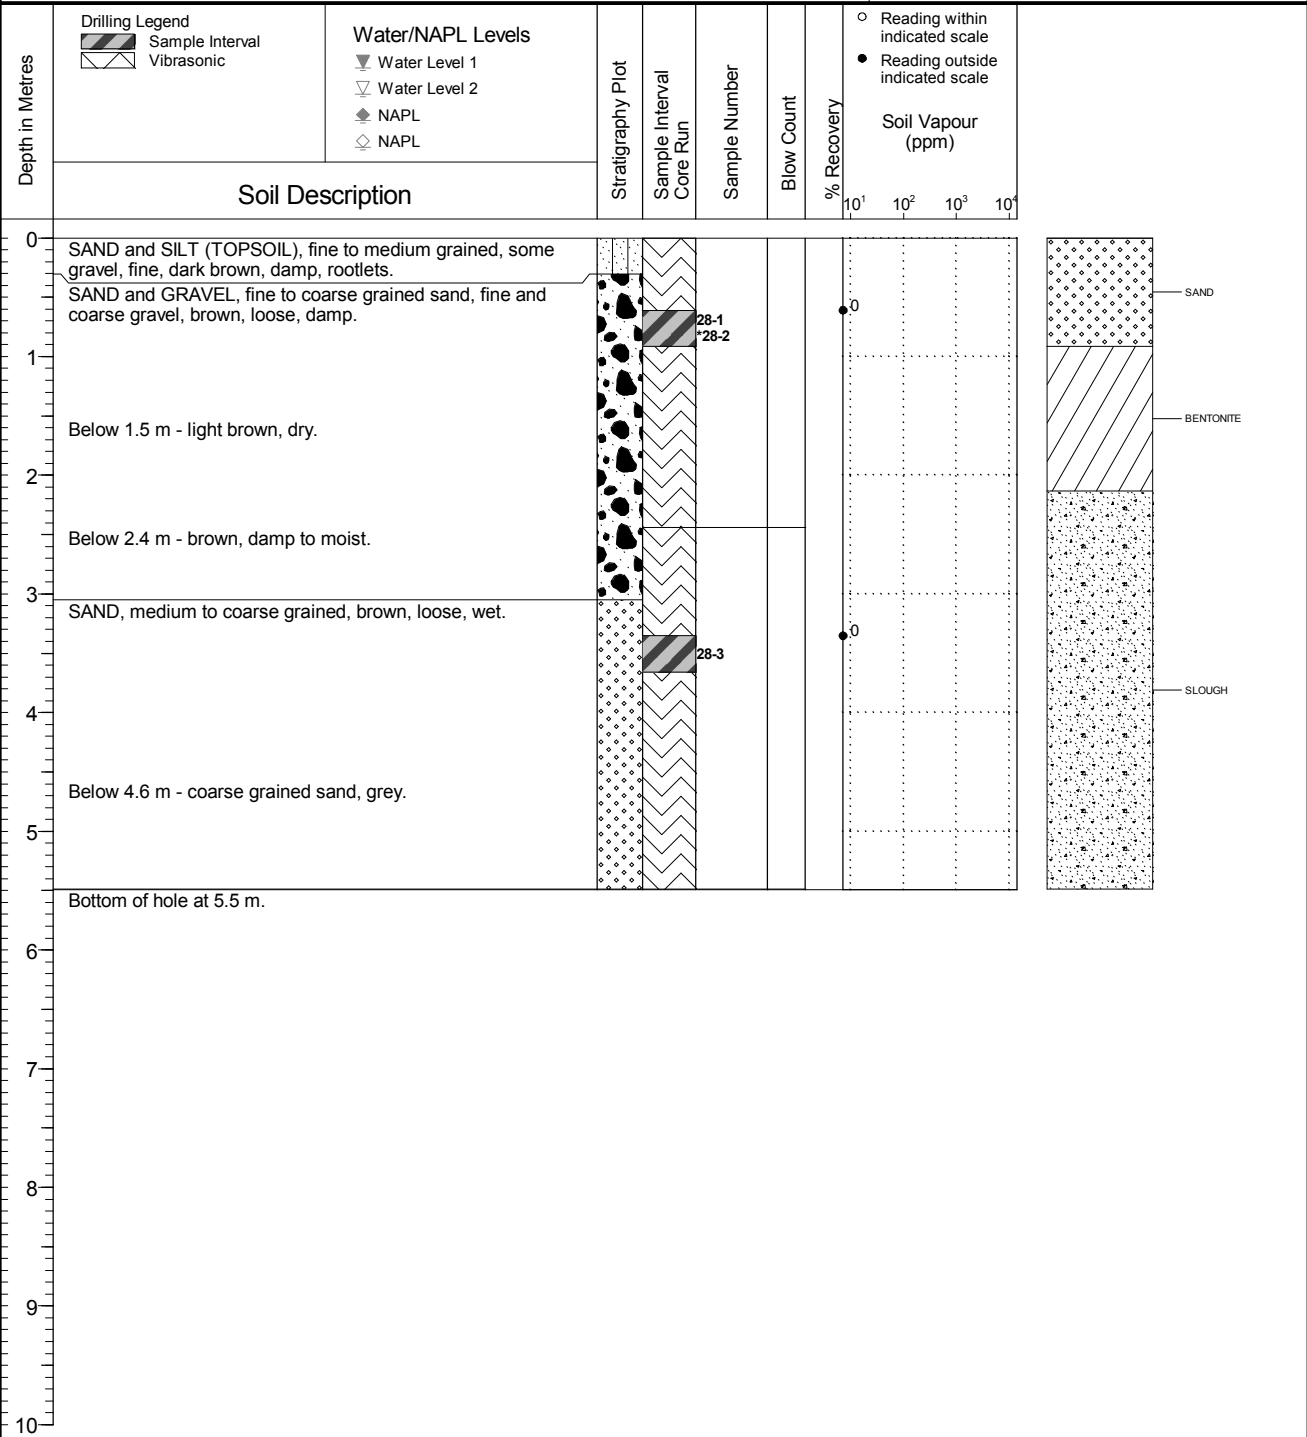 Drilling Legend
Sample Interval
Vibrasonic
Water/NAPL Levels
Water Level 1
Water Level 2
NAPL
NAPL
Depth in Metres
Soil Description
Stratigraphy Plot
Sample Interval
Core Run
Sample Number
Blow Count
% Recovery
Reading within
indicated scale
Reading outside
indicated scale
Soil Vapour
(ppm)
10¹ 10² 10³ 10⁴
0
SAND and SILT (TOPSOIL), fine to medium grained, some
gravel, fine, dark brown, damp, rootlets.
SAND and GRAVEL, fine to coarse grained sand, fine and
coarse gravel, brown, loose, damp.
28-1
*28-2
0
SAND
1
Below 1.5 m - light brown, dry.
BENTONITE
2
Below 2.4 m - brown, damp to moist.
3
SAND, medium to coarse grained, brown, loose, wet.
28-3
0
SLOUGH
4
Below 4.6 m - coarse grained sand, grey.
5
Bottom of hole at 5.5 m.
6
7
8
9
10